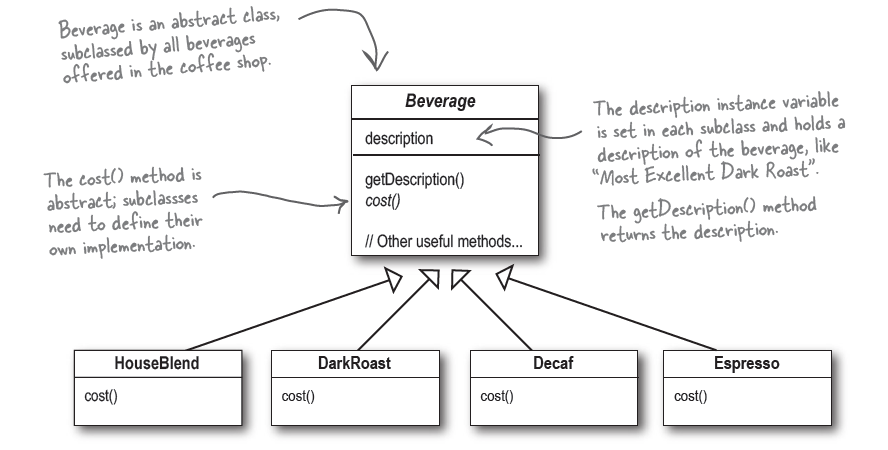 Beverage is an abstract class,
subclassed by all beverages
offered in the coffee shop.
Beverage
description
getDescription()
cost()
// Other useful methods...
The description instance variable
is set in each subclass and holds a
description of the beverage, like
“Most Excellent Dark Roast”.
The getDescription() method
returns the description.
The cost() method is
abstract; subclassses
need to define their
own implementation.
HouseBlend
cost()
DarkRoast
cost()
Decaf
cost()
Espresso
cost()